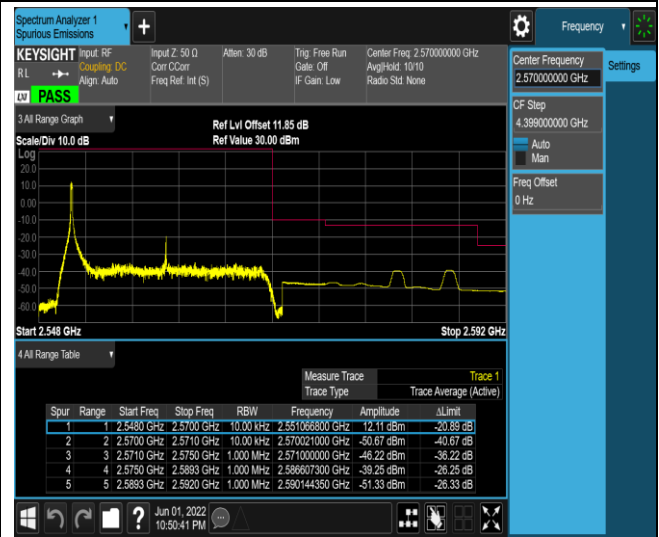 Spectrum Analyzer 1
Spurious Emissions
Frequency
KEYSIGHT
R L
LXI
PASS
Input: RF
Coupling: DC
Align: Auto
Input Z: 50 Ω
Corr CCorr
Freq Ref: Int (S)
Atten: 30 dB
Trig: Free Run
Gate: Off
IF Gain: Low
Center Freq: 2.570000000 GHz
Avg|Hold: 10/10
Radio Std: None
Center Frequency
2.570000000 GHz
Settings
CF Step
4.399000000 GHz
Auto
Man
Freq Offset
0 Hz
3 All Range Graph
Scale/Div 10.0 dB
Ref Lvl Offset 11.85 dB
Ref Value 30.00 dBm
Log
20.0
10.0
0.00
-10.0
-20.0
-30.0
-40.0
-50.0
-60.0
Start 2.548 GHz
Stop 2.592 GHz
4 All Range Table
Measure Trace Trace 1
Trace Type Trace Average (Active)
Spur Range Start Freq Stop Freq RBW Frequency Amplitude ΔLimit
1 1 2.5480 GHz 2.5700 GHz 10.00 kHz 2.551066800 GHz 12.11 dBm -20.89 dB
2 2 2.5700 GHz 2.5710 GHz 10.00 kHz 2.570021000 GHz -50.67 dBm -40.67 dB
3 3 2.5710 GHz 2.5750 GHz 1.000 MHz 2.571000000 GHz -46.22 dBm -36.22 dB
4 4 2.5750 GHz 2.5893 GHz 1.000 MHz 2.586607300 GHz -39.25 dBm -26.25 dB
5 5 2.5893 GHz 2.5920 GHz 1.000 MHz 2.590144350 GHz -51.33 dBm -26.33 dB
?
Jun 01, 2022
10:50:41 PM